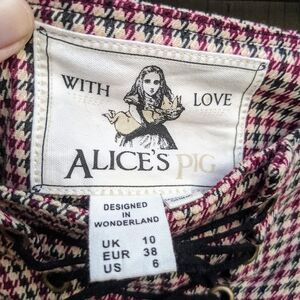 WITH LOVE
ALICE'S PIG
DESIGNED
IN
WONDERLAND
UK 10
EUR 38
US 6